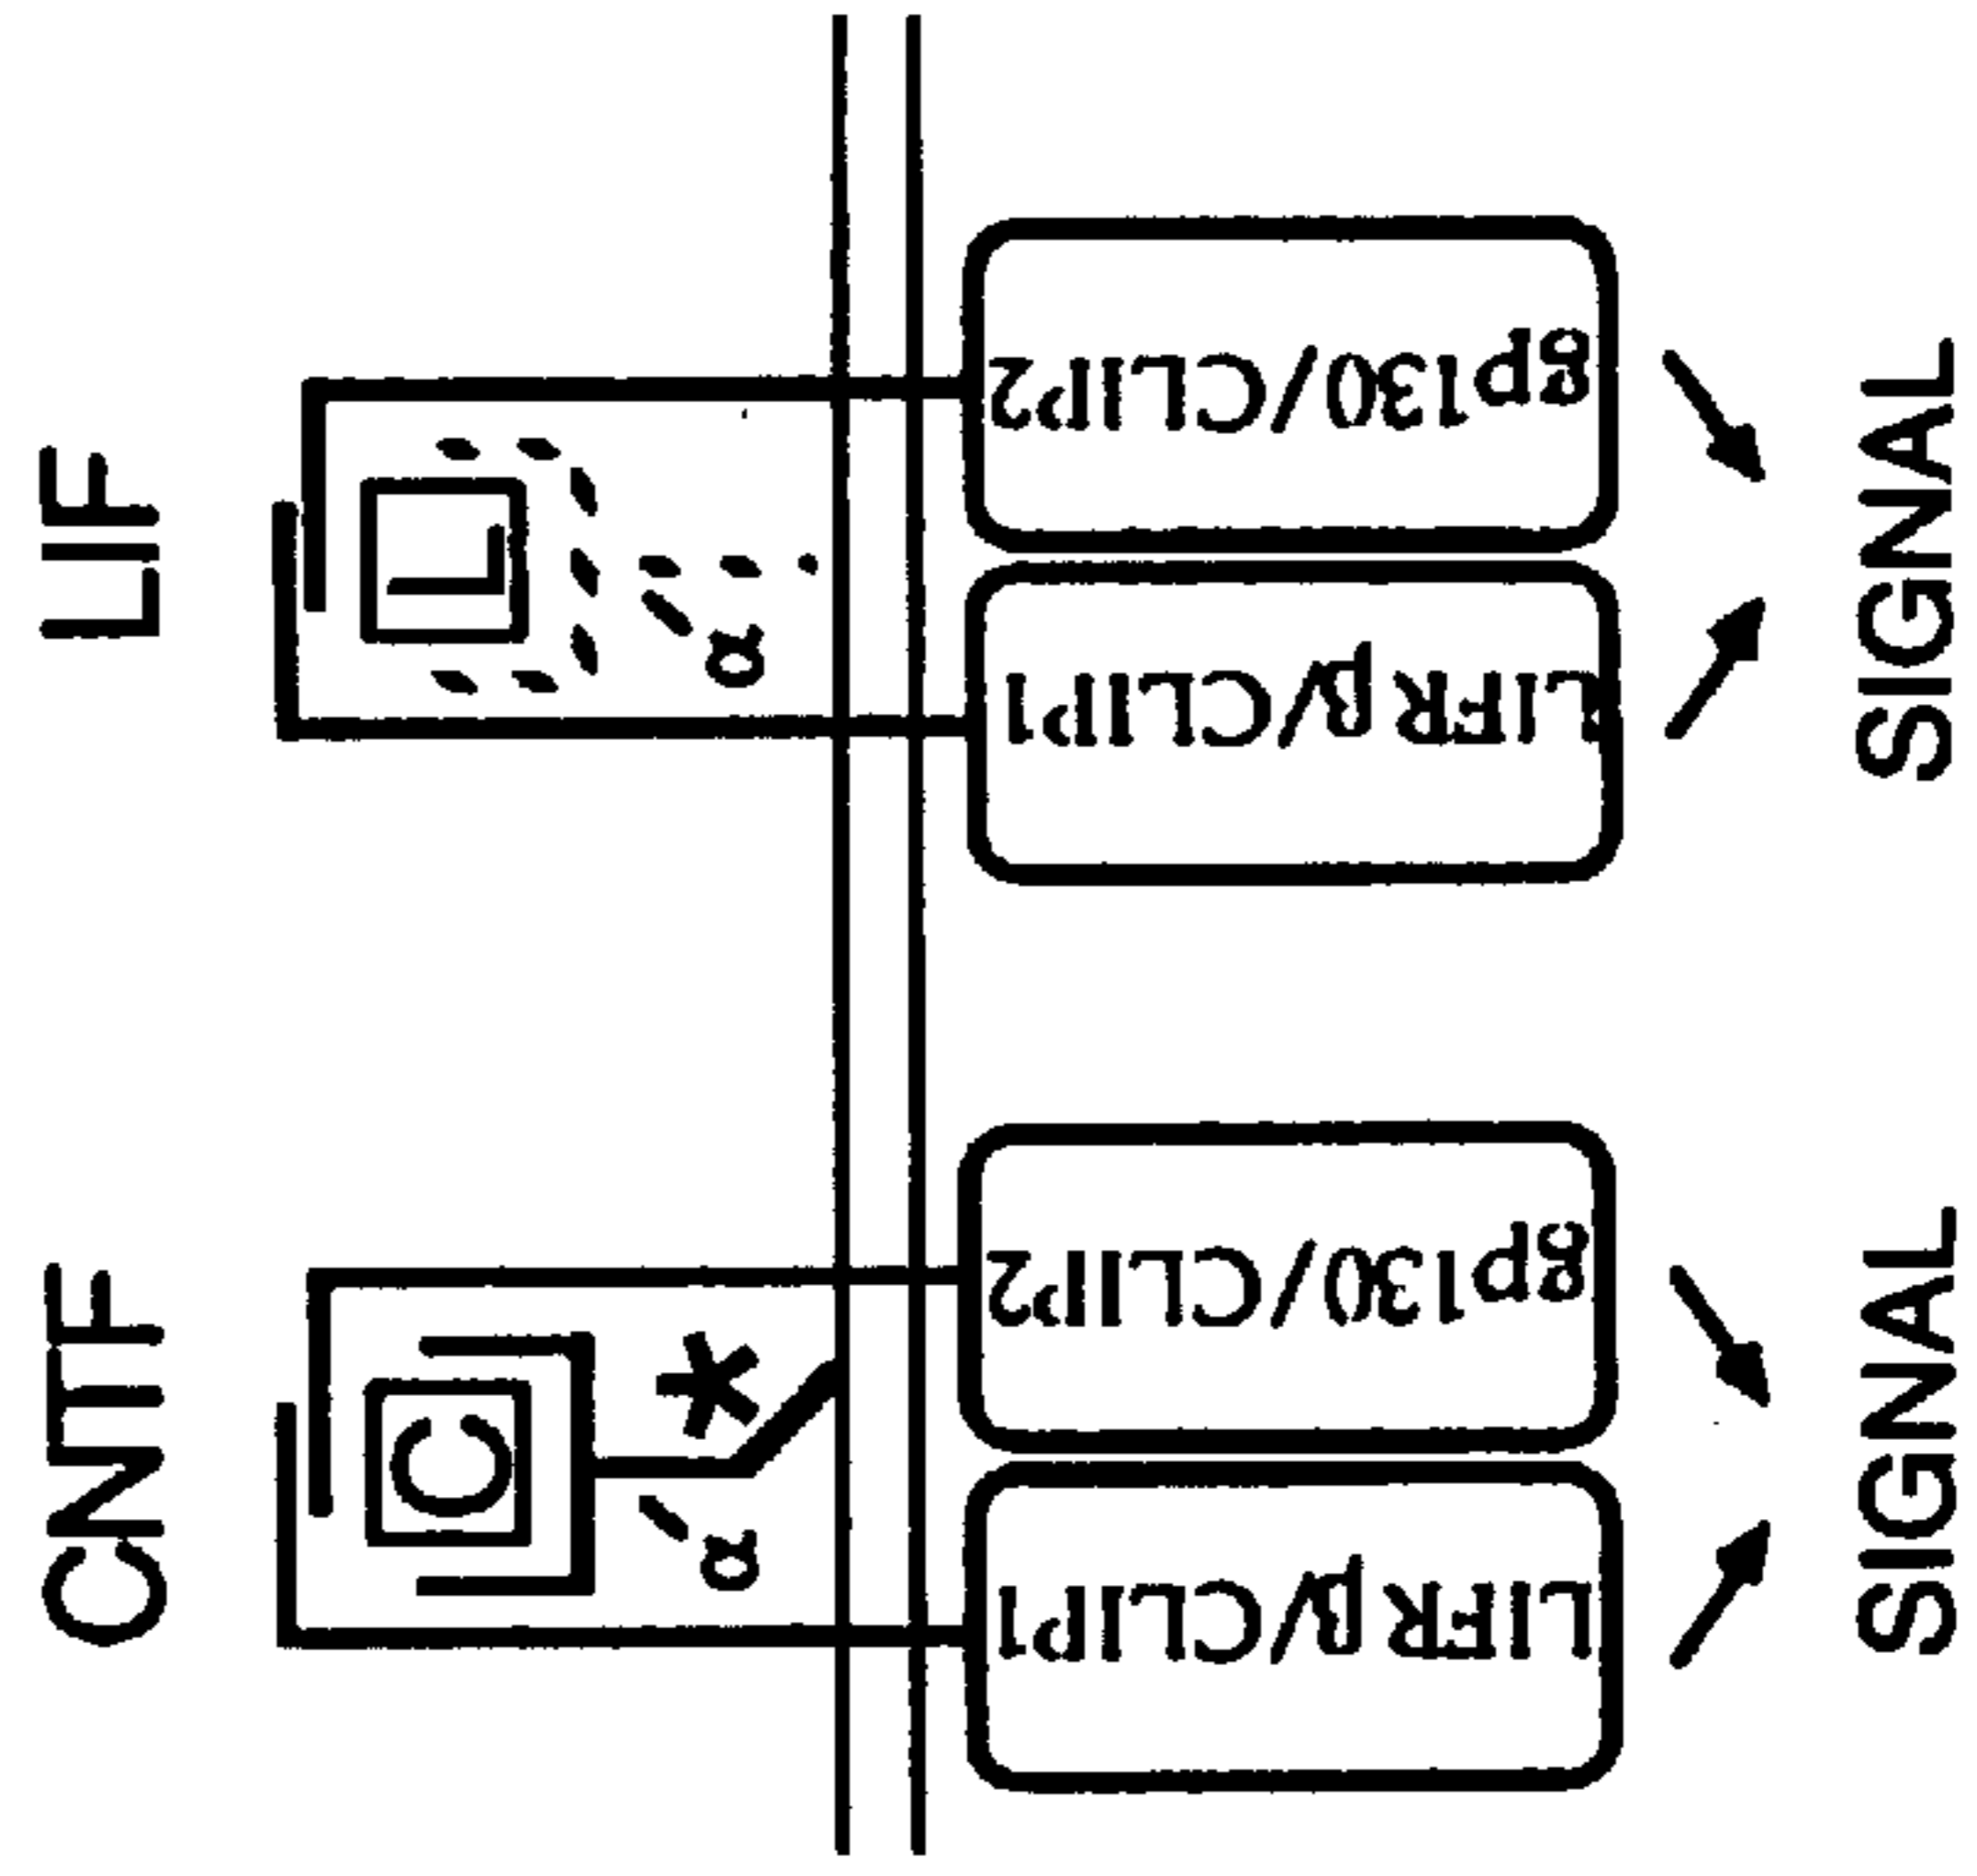 CNTF
LIF
C
L
*
α
α
LIFR β/CLIP1
gp130/CLIP2
LIFR β/CLIP1
gp130/CLIP2
SIGNAL
SIGNAL